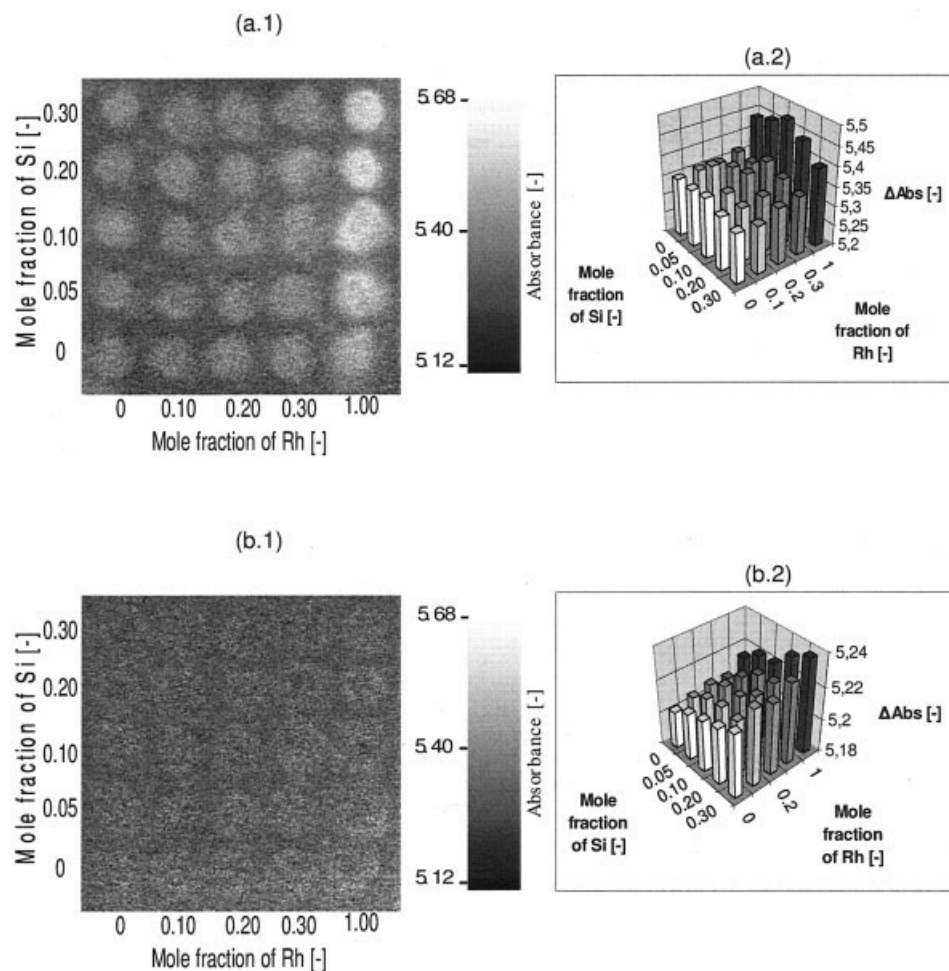 (a.1)
Mole fraction of Si [-]
0.30
0.20
0.10
0.05
0
0 0.10 0.20 0.30 1.00
Mole fraction of Rh [-]
5.68
5.40
5.12
Absorbance [-]
(a.2)
5,5
5,45
5,4
5,35
5,3
5,25
5,2
ΔAbs [-]
0
0.05
0.10
0.20
0.30
Mole
fraction
of Si [-]
0
0.1
0.2
0.3
1
Mole
fraction of
Rh [-]
(b.1)
Mole fraction of Si [-]
0.30
0.20
0.10
0.05
0
0 0.10 0.20 0.30 1.00
Mole fraction of Rh [-]
5.68
5.40
5.12
Absorbance [-]
(b.2)
5,24
5,22
5,2
5,18
ΔAbs [-]
0
0.05
0.10
0.20
0.30
Mole
fraction
of Si [-]
0
0.2
1
Mole
fraction
of Rh [-]